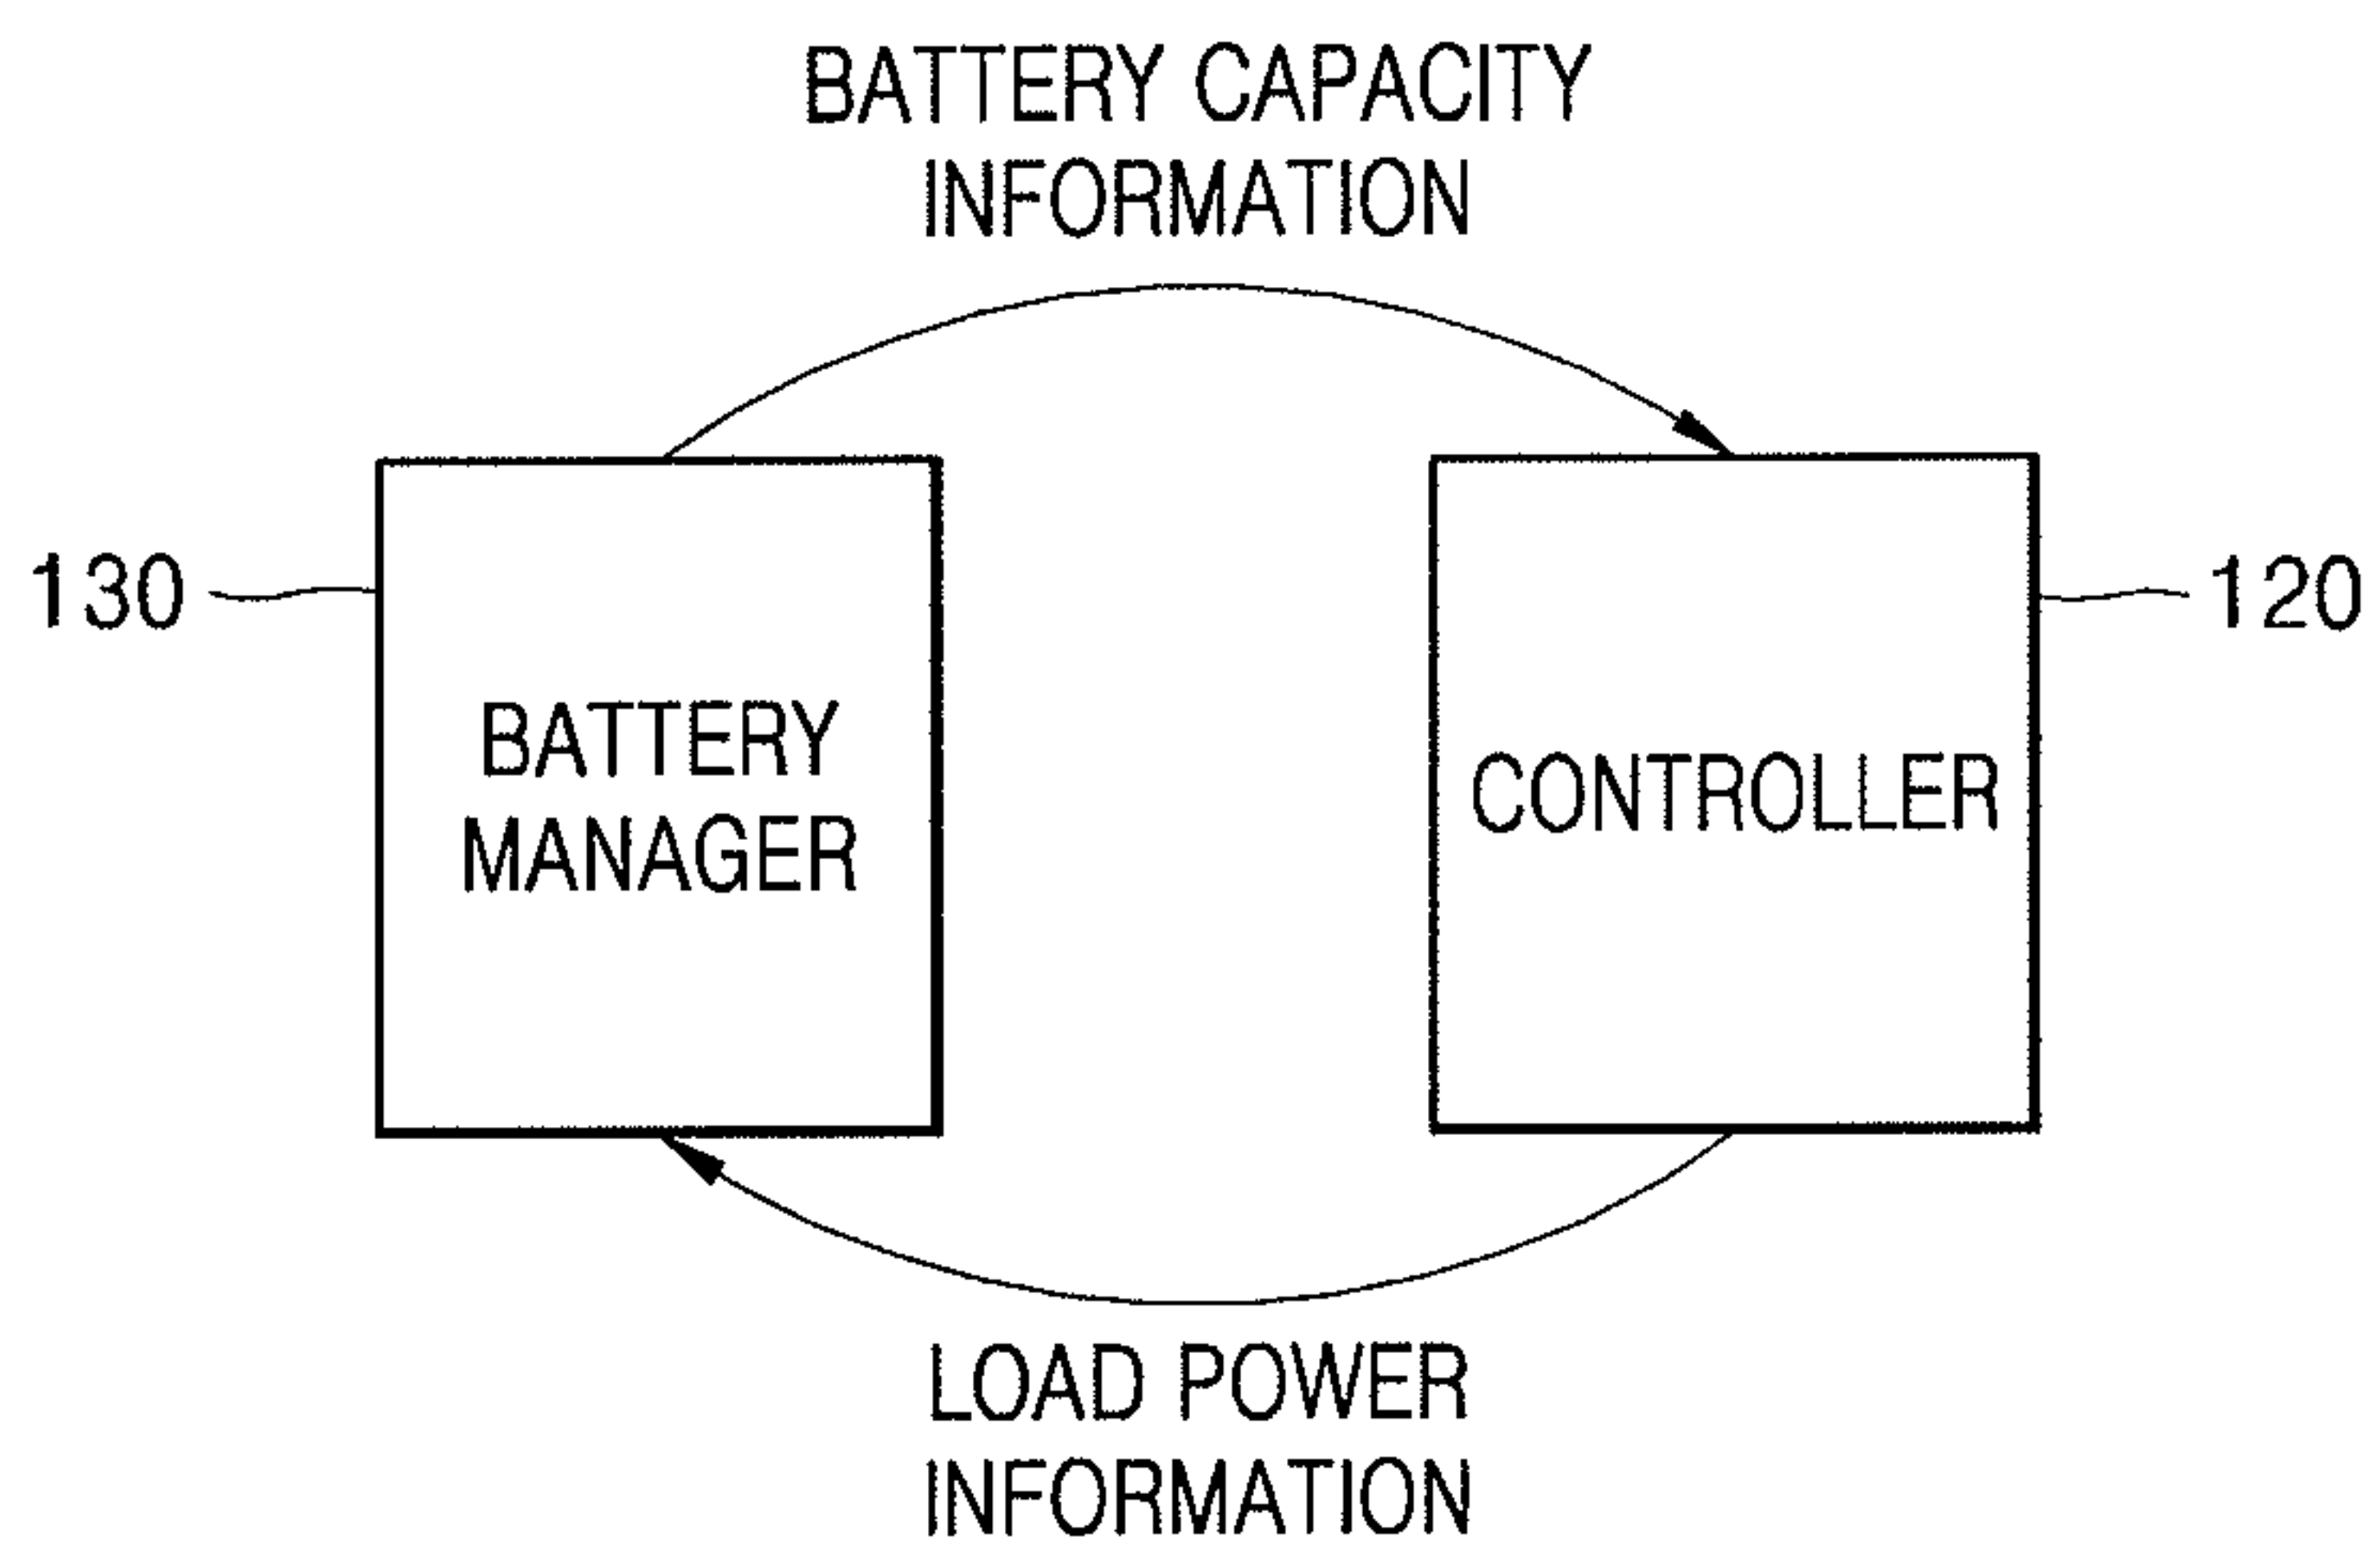 BATTERY CAPACITY
INFORMATION
130
120
BATTERY
MANAGER
CONTROLLER
LOAD POWER
INFORMATION